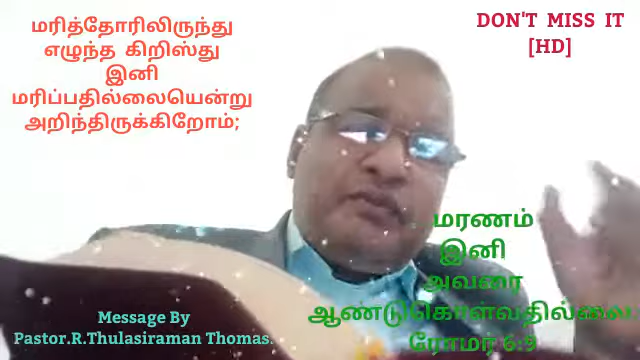 மரித்தோரிலிருந்து
எழுந்த கிறிஸ்து
இனி
மரிப்பதில்லையென்று
அறிந்திருக்கிறோம்;
DON'T MISS IT
[HD]
மரணம்
இனி
அவரை
ஆண்டுகொள்வதில்லை.
ரோமர் 6:9
Message By
Pastor.R.Thulasiraman Thomas.